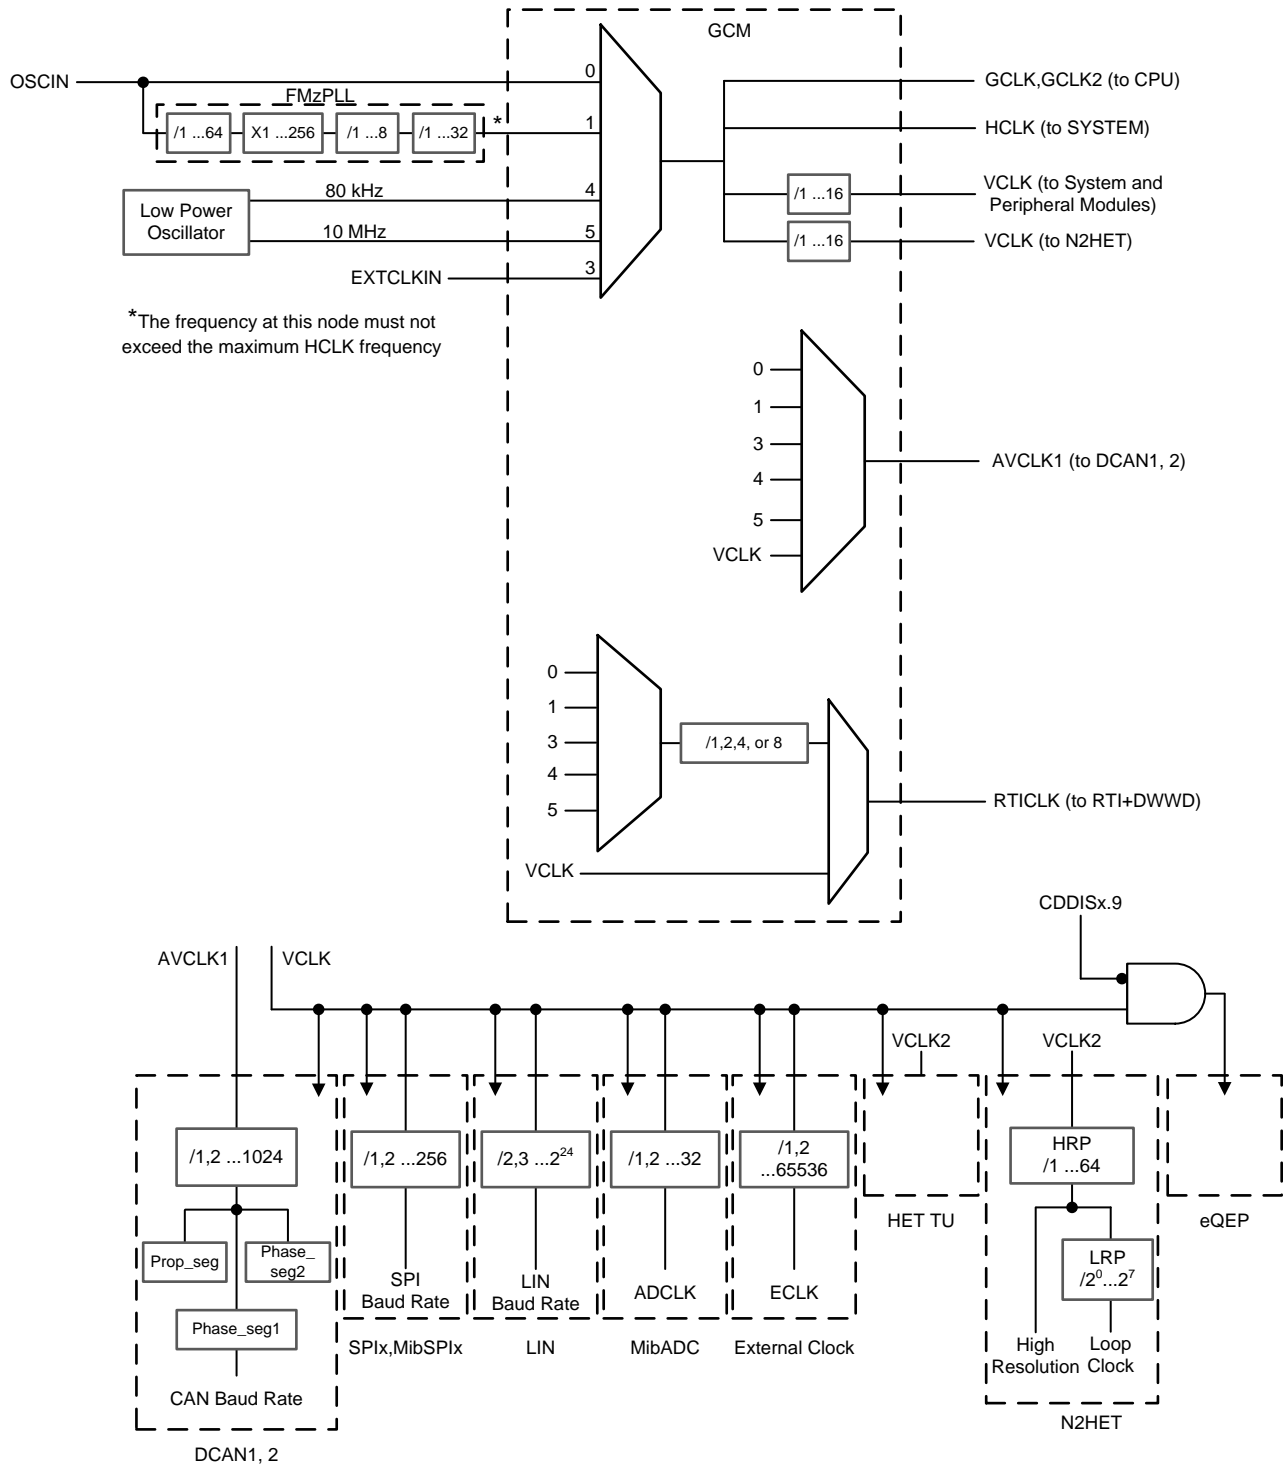 GCM
OSCIN
0
GCLK,GCLK2 (to CPU)
FMzPLL
/1 ...64
X1 ...256
/1 ...8
/1 ...32
*
1
HCLK (to SYSTEM)
Low Power
Oscillator
80 kHz
4
/1 ...16
VCLK (to System and
Peripheral Modules)
10 MHz
5
/1 ...16
VCLK (to N2HET)
EXTCLKIN
3
*The frequency at this node must not
exceed the maximum HCLK frequency
0
1
3
4
5
VCLK
AVCLK1 (to DCAN1, 2)
0
1
3
4
5
/1,2,4, or 8
VCLK
RTICLK (to RTI+DWWD)
CDDISx.9
AVCLK1
VCLK
VCLK2
VCLK2
/1,2 ...1024
/1,2 ...256
/2,3 ...2²⁴
/1,2 ...32
/1,2
...65536
HRP
/1 ...64
HET TU
eQEP
Prop_seg
Phase_
seg2
Phase_seg1
CAN Baud Rate
DCAN1, 2
SPI
Baud Rate
SPIx,MibSPIx
LIN
Baud Rate
LIN
ADCLK
MibADC
ECLK
External Clock
LRP
/2⁰...2⁷
High
Resolution
Loop
Clock
N2HET